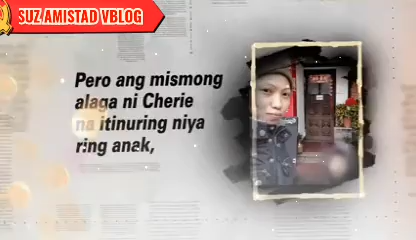 SUZ AMISTAD VBLOG
Pero ang mismong
alaga ni Cherie
na itinuring niya
ring anak,